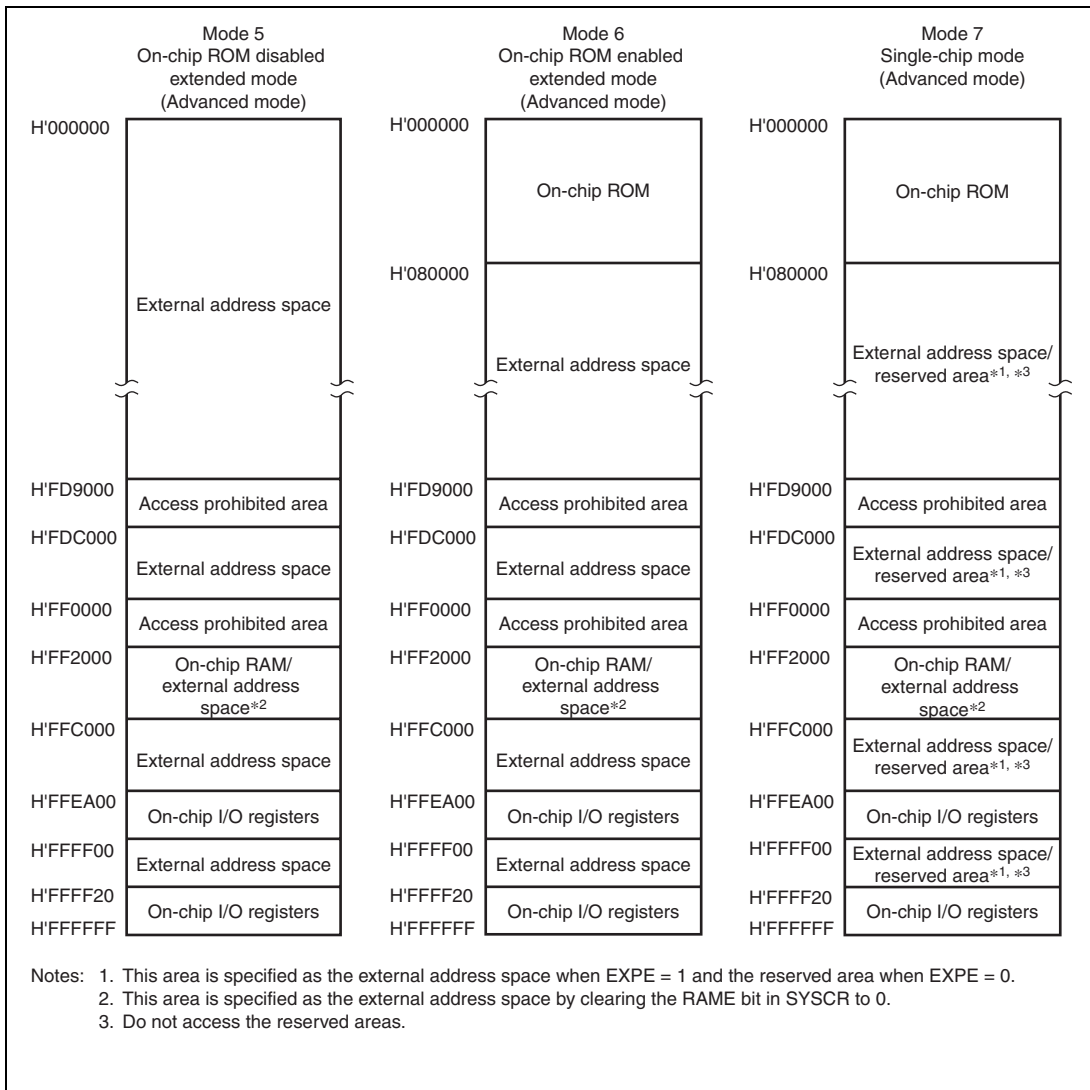 Mode 5
On-chip ROM disabled
extended mode
(Advanced mode)
H'000000
External address space
H'FD9000
Access prohibited area
H'FDC000
External address space
H'FF0000
Access prohibited area
H'FF2000
On-chip RAM/
external address
space*2
H'FFC000
External address space
H'FFEA00
On-chip I/O registers
H'FFFF00
External address space
H'FFFF20
On-chip I/O registers
H'FFFFFF
Mode 6
On-chip ROM enabled
extended mode
(Advanced mode)
H'000000
On-chip ROM
H'080000
External address space
H'FD9000
Access prohibited area
H'FDC000
External address space
H'FF0000
Access prohibited area
H'FF2000
On-chip RAM/
external address
space*2
H'FFC000
External address space
H'FFEA00
On-chip I/O registers
H'FFFF00
External address space
H'FFFF20
On-chip I/O registers
H'FFFFFF
Mode 7
Single-chip mode
(Advanced mode)
H'000000
On-chip ROM
H'080000
External address space/
reserved area*1, *3
H'FD9000
Access prohibited area
H'FDC000
External address space/
reserved area*1, *3
H'FF0000
Access prohibited area
H'FF2000
On-chip RAM/
external address
space*2
H'FFC000
External address space/
reserved area*1, *3
H'FFEA00
On-chip I/O registers
H'FFFF00
External address space/
reserved area*1, *3
H'FFFF20
On-chip I/O registers
H'FFFFFF
Notes: 1. This area is specified as the external address space when EXPE = 1 and the reserved area when EXPE = 0.
2. This area is specified as the external address space by clearing the RAME bit in SYSCR to 0.
3. Do not access the reserved areas.